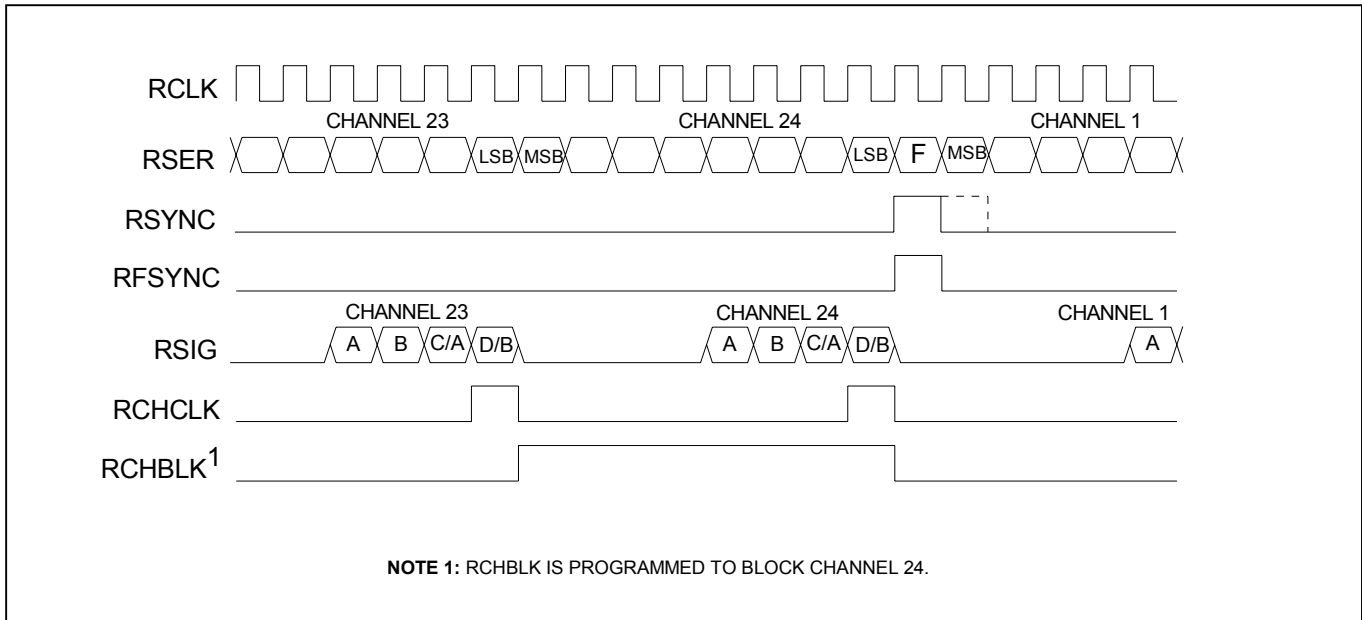 RCLK
CHANNEL 23 CHANNEL 24 CHANNEL 1
RSER LSB MSB LSB F MSB
RSYNC
RFSYNC
CHANNEL 23 CHANNEL 24 CHANNEL 1
RSIG A B C/A D/B A B C/A D/B A
RCHCLK
RCHBLK1
NOTE 1: RCHBLK IS PROGRAMMED TO BLOCK CHANNEL 24.